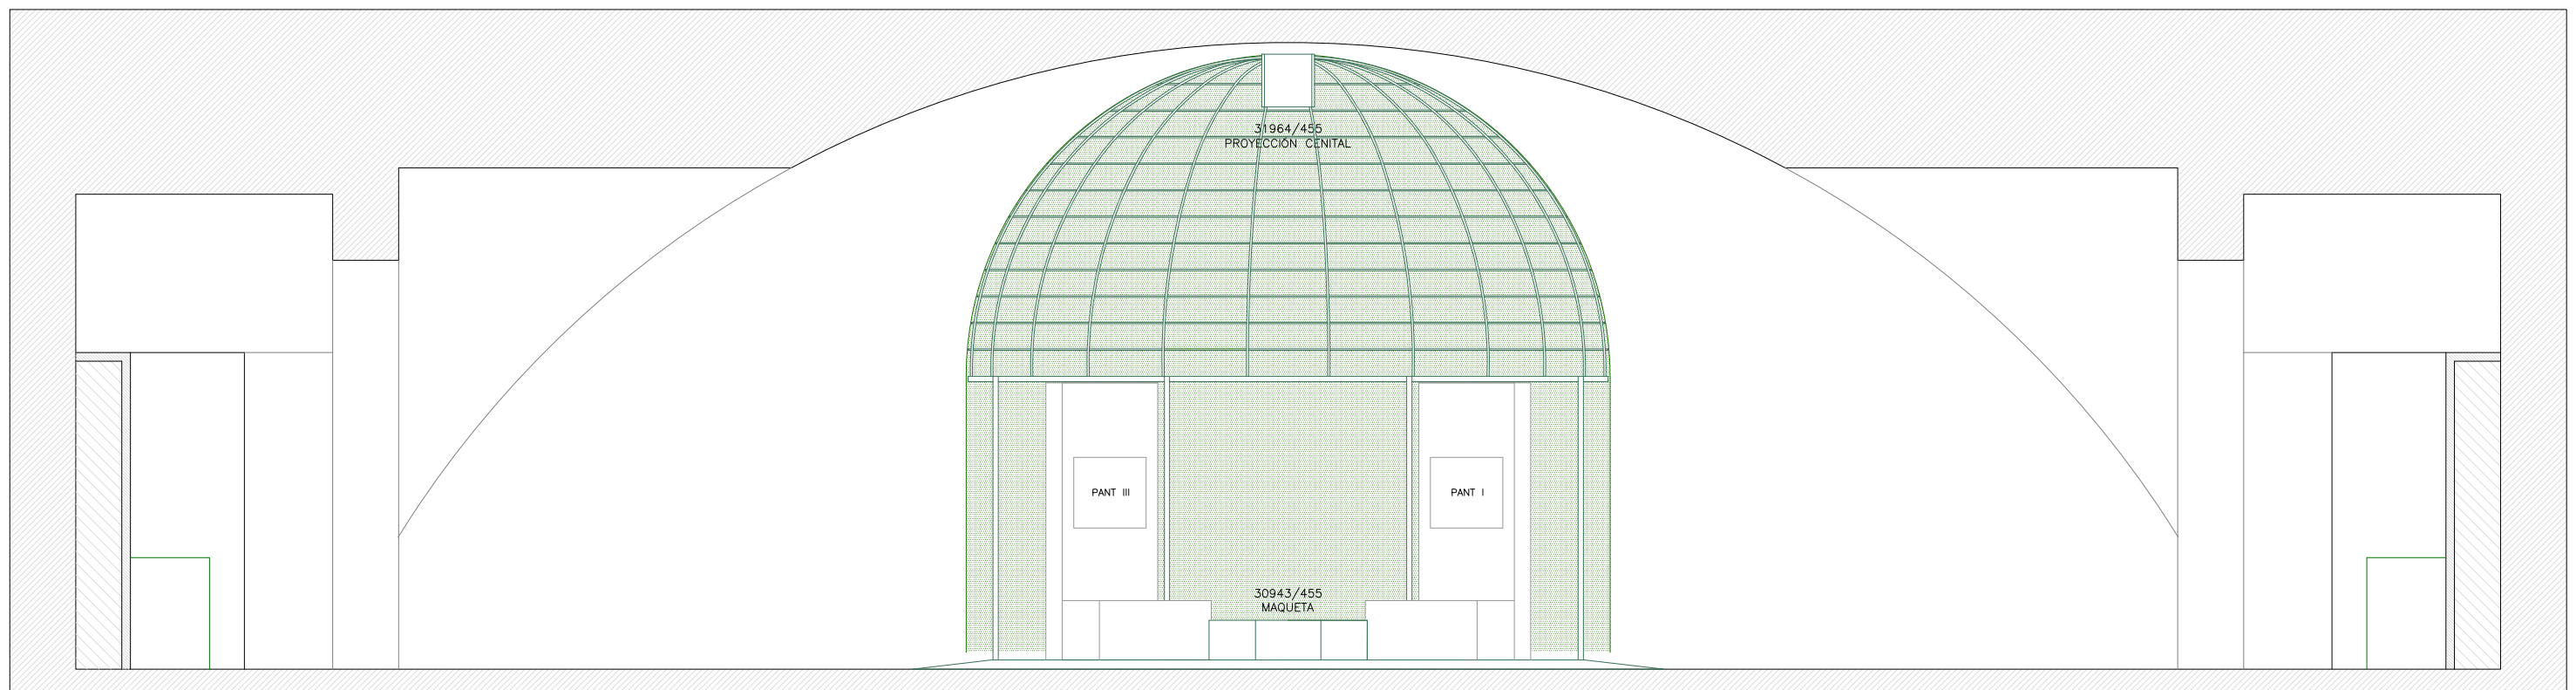 31964/455
PROYECCIÓN CENITAL
PANT III
PANT I
30943/455
MAQUETA